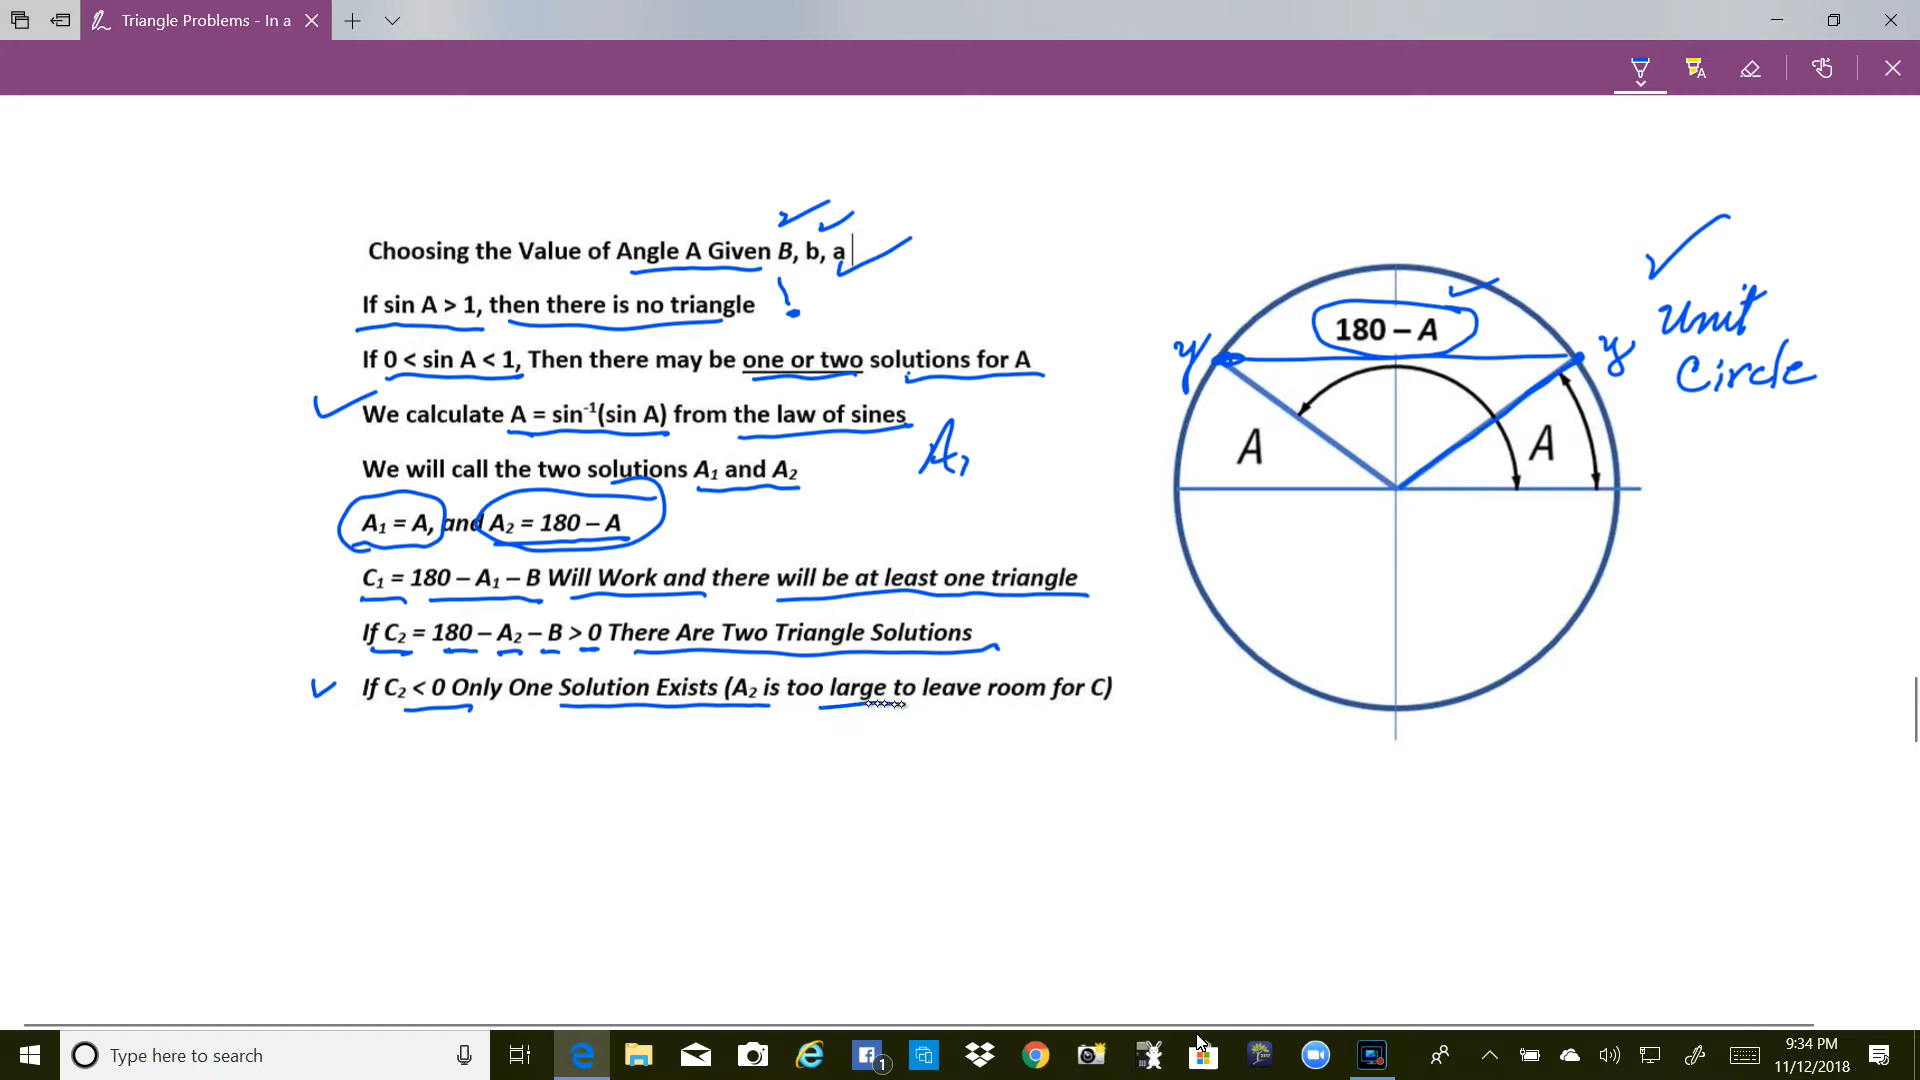 Triangle Problems - In a
Choosing the Value of Angle A Given B, b, a
If sin A > 1, then there is no triangle !
If 0 < sin A < 1, Then there may be one or two solutions for A
We calculate A = sin⁻¹(sin A) from the law of sines
We will call the two solutions A₁ and A₂
A₁ = A, and A₂ = 180 – A
C₁ = 180 – A₁ – B Will Work and there will be at least one triangle
If C₂ = 180 – A₂ – B > 0 There Are Two Triangle Solutions
If C₂ < 0 Only One Solution Exists (A₂ is too large to leave room for C)
180 – A
y
y
A
A
Unit
Circle
Type here to search
1
9:34 PM
11/12/2018